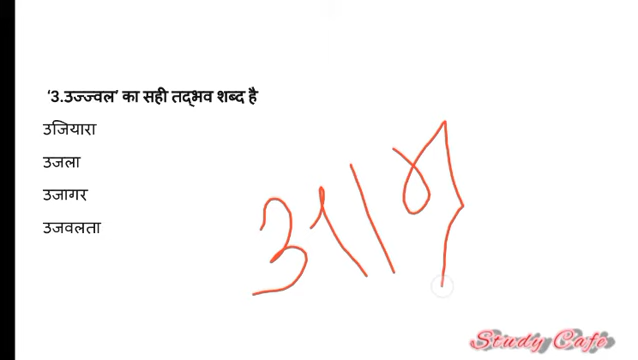 ‘3.उज्ज्वल’ का सही तद्भव शब्द है
उजियारा
उजला
उजागर
उजवलता
Study Cafe